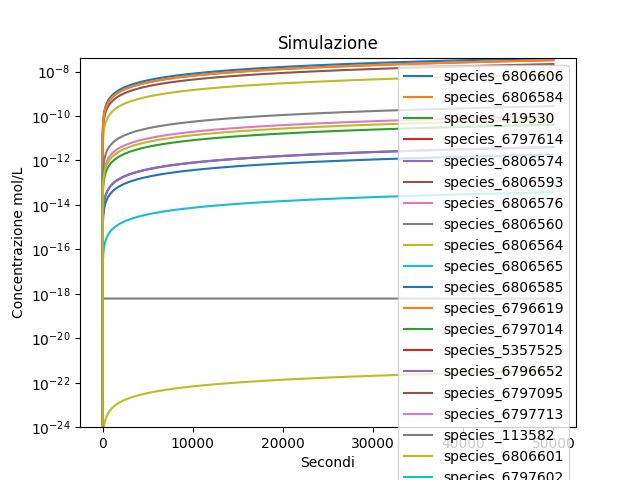 Simulazione
Concentrazione mol/L
10⁻⁸
10⁻¹⁰
10⁻¹²
10⁻¹⁴
10⁻¹⁶
10⁻¹⁸
10⁻²⁰
10⁻²²
10⁻²⁴
0
10000
20000
30000
40000
50000
Secondi
species_6806606
species_6806584
species_419530
species_6797614
species_6806574
species_6806593
species_6806576
species_6806560
species_6806564
species_6806565
species_6806585
species_6796619
species_6797014
species_5357525
species_6796652
species_6797095
species_6797713
species_113582
species_6806601
species_6797602